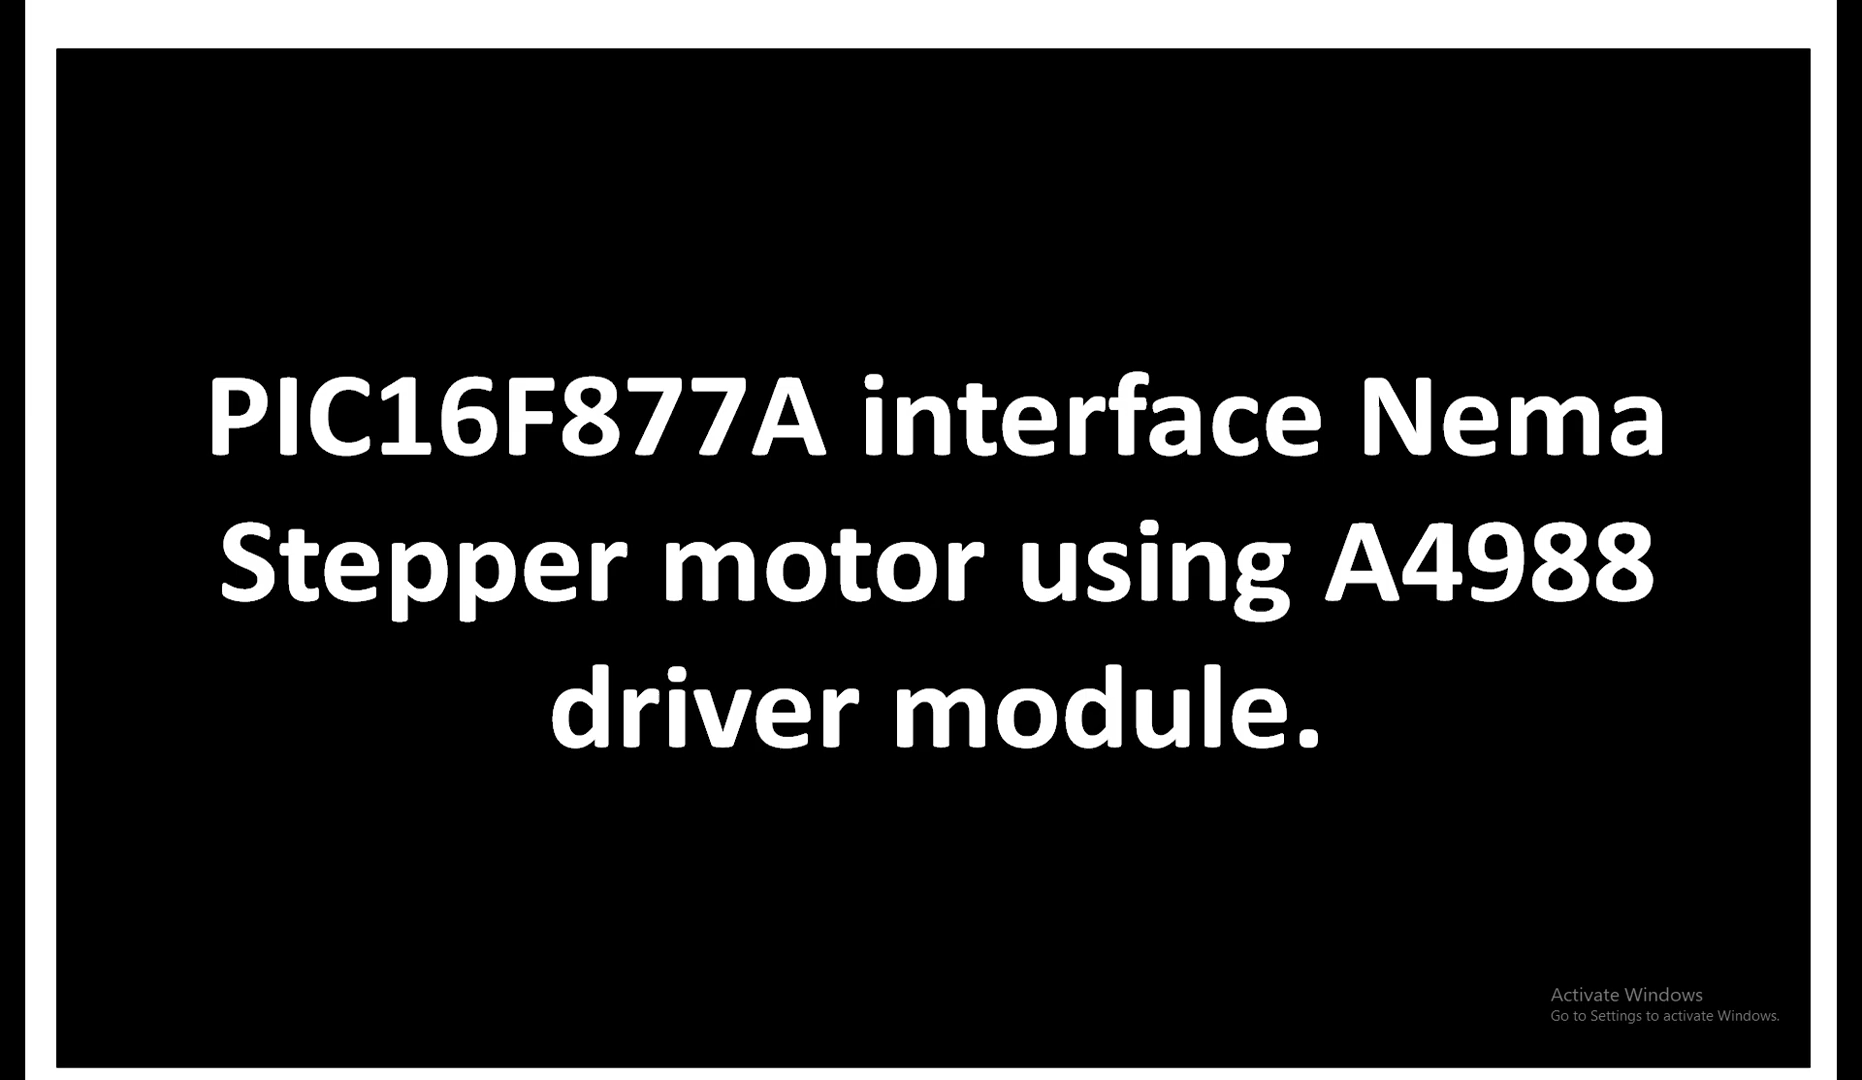 PIC16F877A interface Nema
Stepper motor using A4988
driver module.
Activate Windows
Go to Settings to activate Windows.